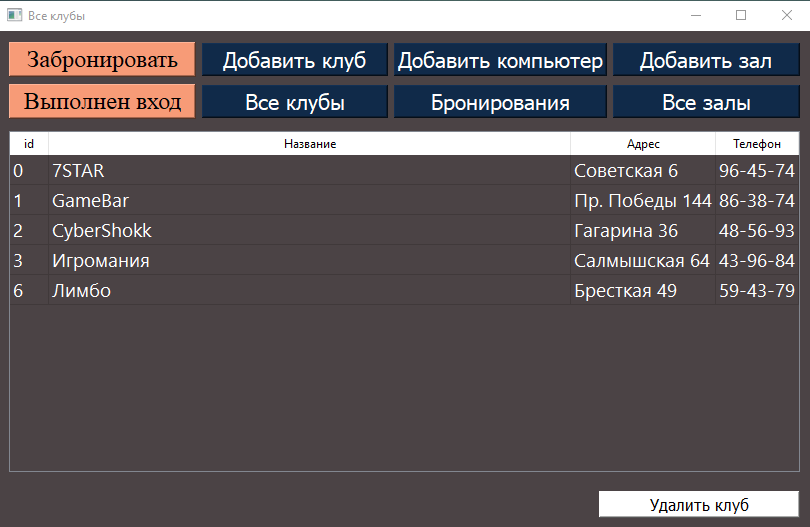 Все клубы
Забронировать Добавить клуб Добавить компьютер Добавить зал
Выполнен вход Все клубы Бронирования Все залы
id Название Адрес Телефон
0 7STAR Советская 6 96-45-74
1 GameBar Пр. Победы 144 86-38-74
2 CyberShokk Гагарина 36 48-56-93
3 Игромания Салмышская 64 43-96-84
6 Лимбо Бресткая 49 59-43-79
Удалить клуб